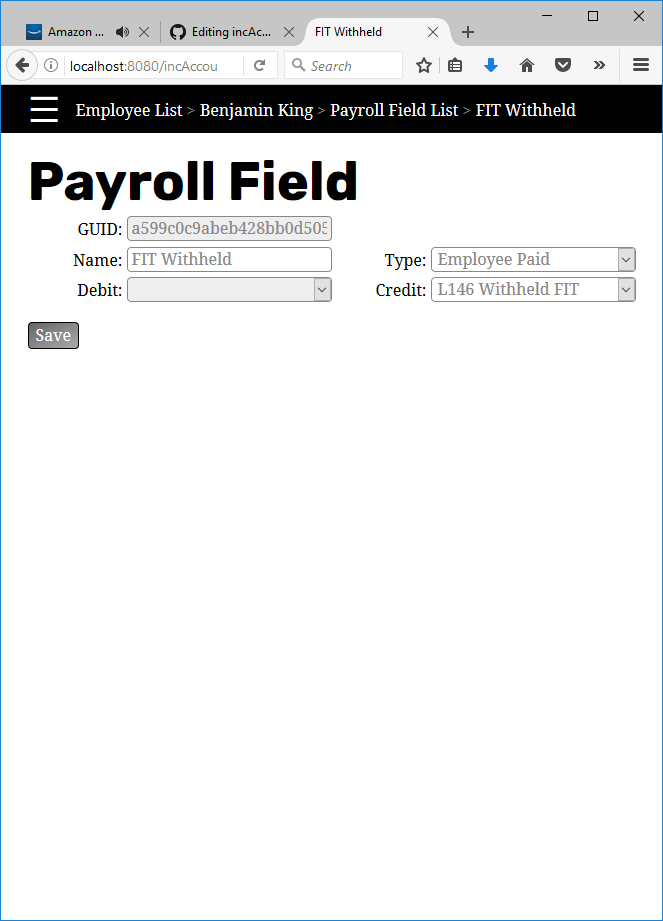 Amazon ... Editing incAc... FIT Withheld
localhost:8080/incAccou Search
Employee List > Benjamin King > Payroll Field List > FIT Withheld
Payroll Field
GUID: a599c0c9abeb428bb0d505
Name: FIT Withheld Type: Employee Paid
Debit: Credit: L146 Withheld FIT
Save